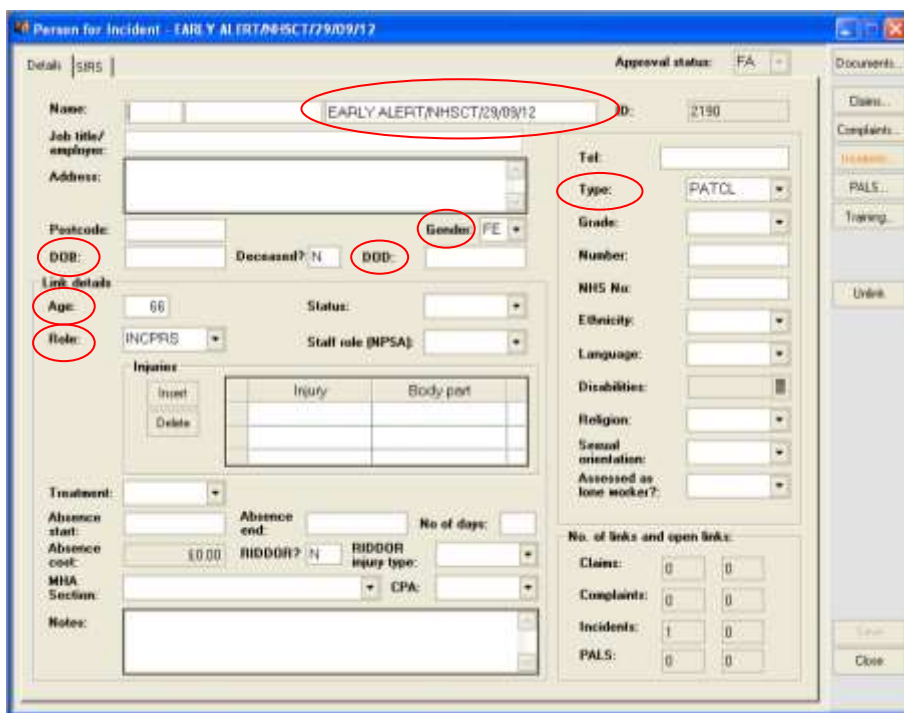 Person for Incident - EARLY ALERT/NHSCT/29/09/12
Details SIRS
Approval status: FA
Documents...
Name: EARLY ALERT/NHSCT/29/09/12 ID: 2190
Claims...
Job title/
employer:
Complaints...
Tel:
Address:
Type: PATCL
PALS...
Grade:
Training...
Postcode: Gender FE
DOB: Deceased? N DOD:
Number:
Link details
NHS No:
Unlink
Age: 66 Status:
Ethnicity:
Role: INCPRS Staff role (NPSA):
Language:
Injuries
Insert Injury Body part
Disabilities:
Delete
Religion:
Sexual
orientation:
Treatment:
Assessed as
lone worker?:
Absence
start:
Absence
end:
No of days:
No. of links and open links:
Absence
cost: £0.00 RIDDOR? N RIDDOR
injury type:
Claims: 0 0
MHA
Section: CPA:
Complaints: 0 0
Notes:
Incidents: 1 0
PALS: 0 0
Save
Close